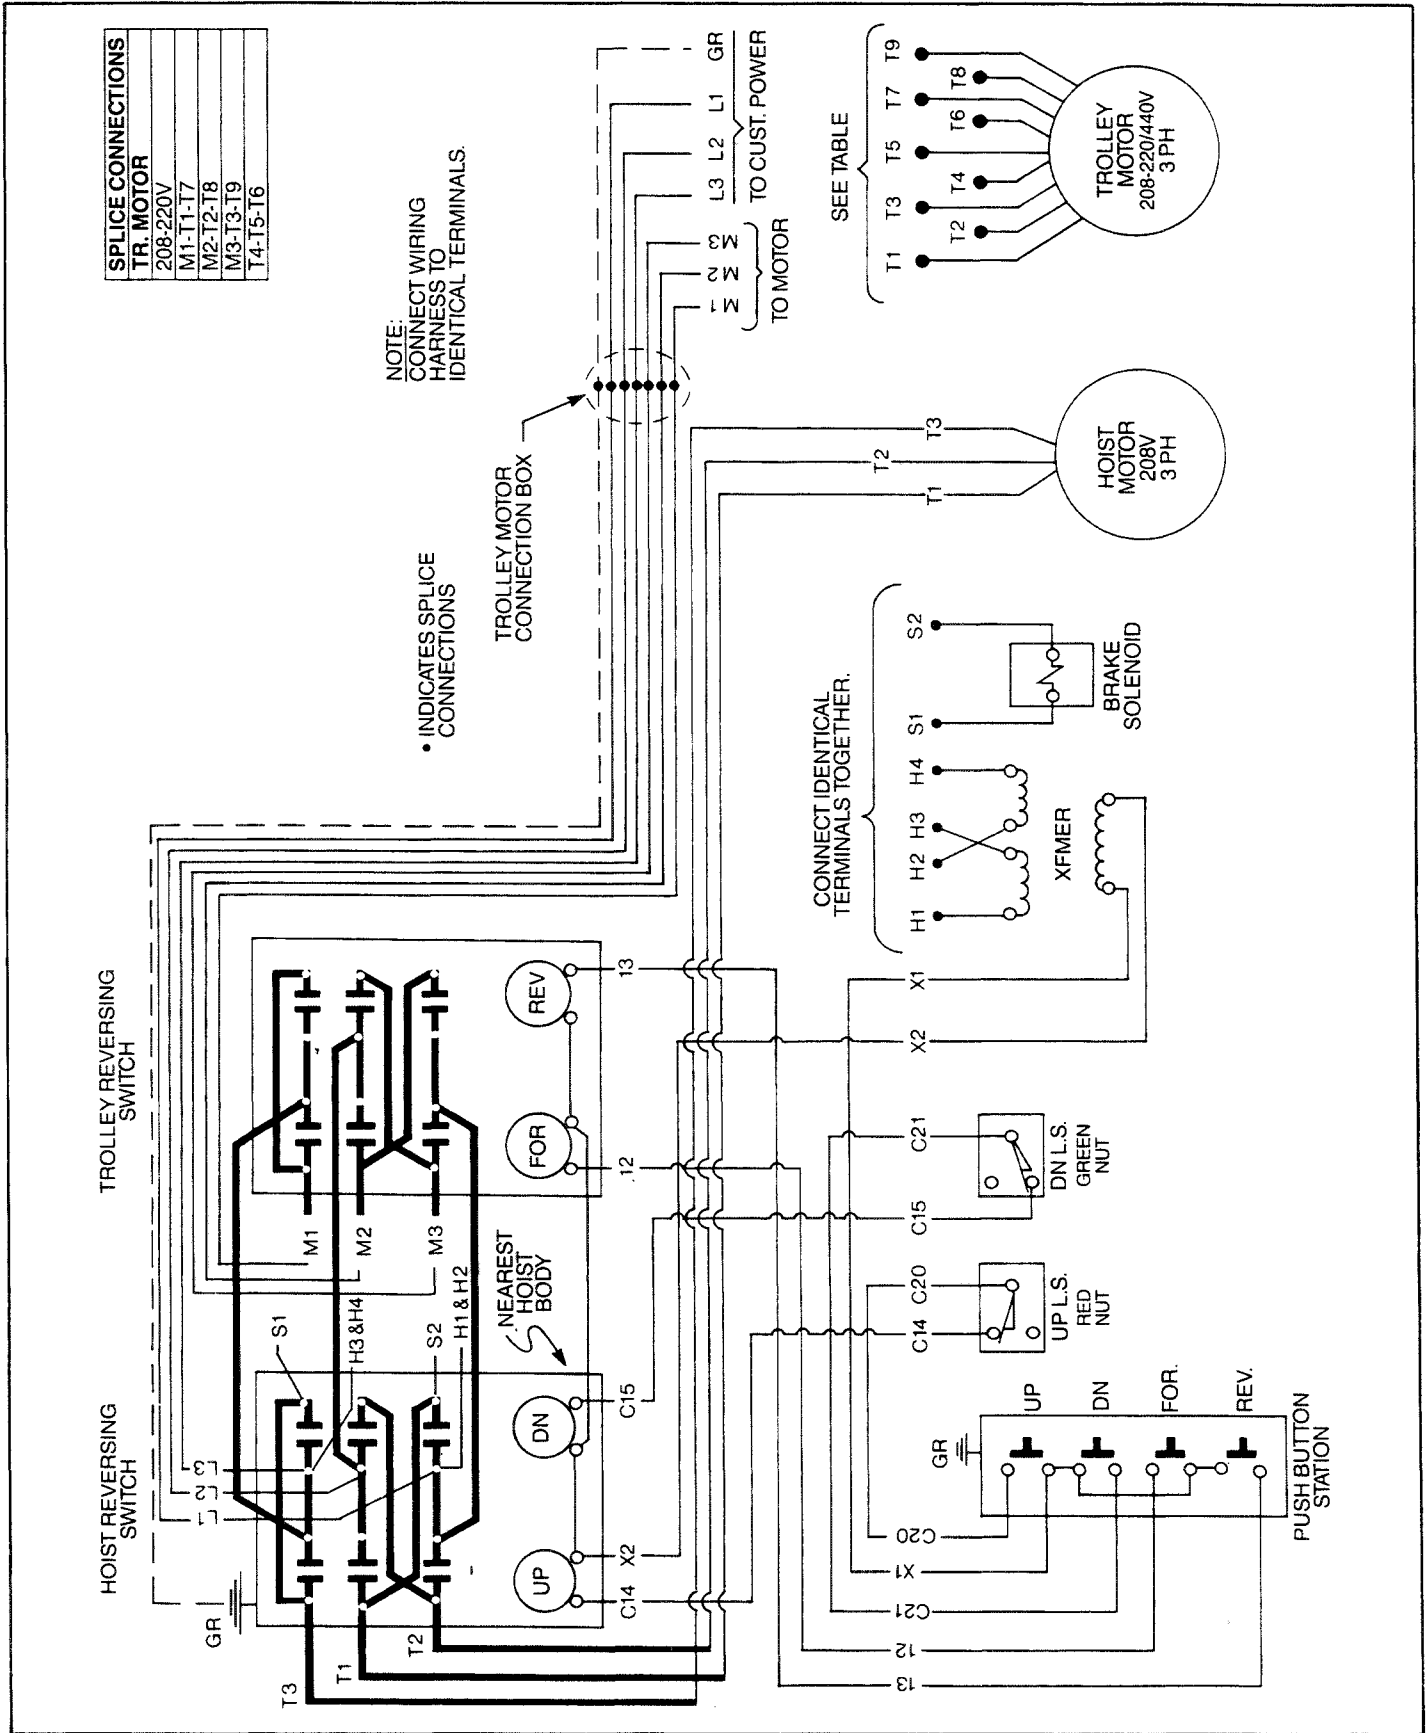 SPLICE CONNECTIONS
TR. MOTOR
208-220V
M1-T1-T7
M2-T2-T8
M3-T3-T9
T4-T5-T6
NOTE:
CONNECT WIRING
HARNESS TO
IDENTICAL TERMINALS.
• INDICATES SPLICE
CONNECTIONS
TROLLEY MOTOR
CONNECTION BOX
GR
L1
L2
L3
TO CUST. POWER
M3
M2
M1
TO MOTOR
SEE TABLE
T9
T8
T7
T6
T5
T4
T3
T2
T1
TROLLEY
MOTOR
208-220/440V
3 PH
T3
T2
T1
HOIST
MOTOR
208V
3 PH
CONNECT IDENTICAL
TERMINALS TOGETHER.
S2
S1
H4
H3
H2
H1
BRAKE
SOLENOID
XFMER
X1
X2
TROLLEY REVERSING
SWITCH
REV
FOR
13
12
M1
M2
M3
HOIST REVERSING
SWITCH
S1
H3 & H4
S2
H1 & H2
NEAREST
HOIST
BODY
L3
L2
L1
DN
UP
C15
X2
C14
GR
T3
T1
T2
C21
C15
DN L.S.
GREEN
NUT
C20
C14
UP L.S.
RED
NUT
GR
UP
DN
FOR.
REV.
PUSH BUTTON
STATION
C20
X1
C21
12
13